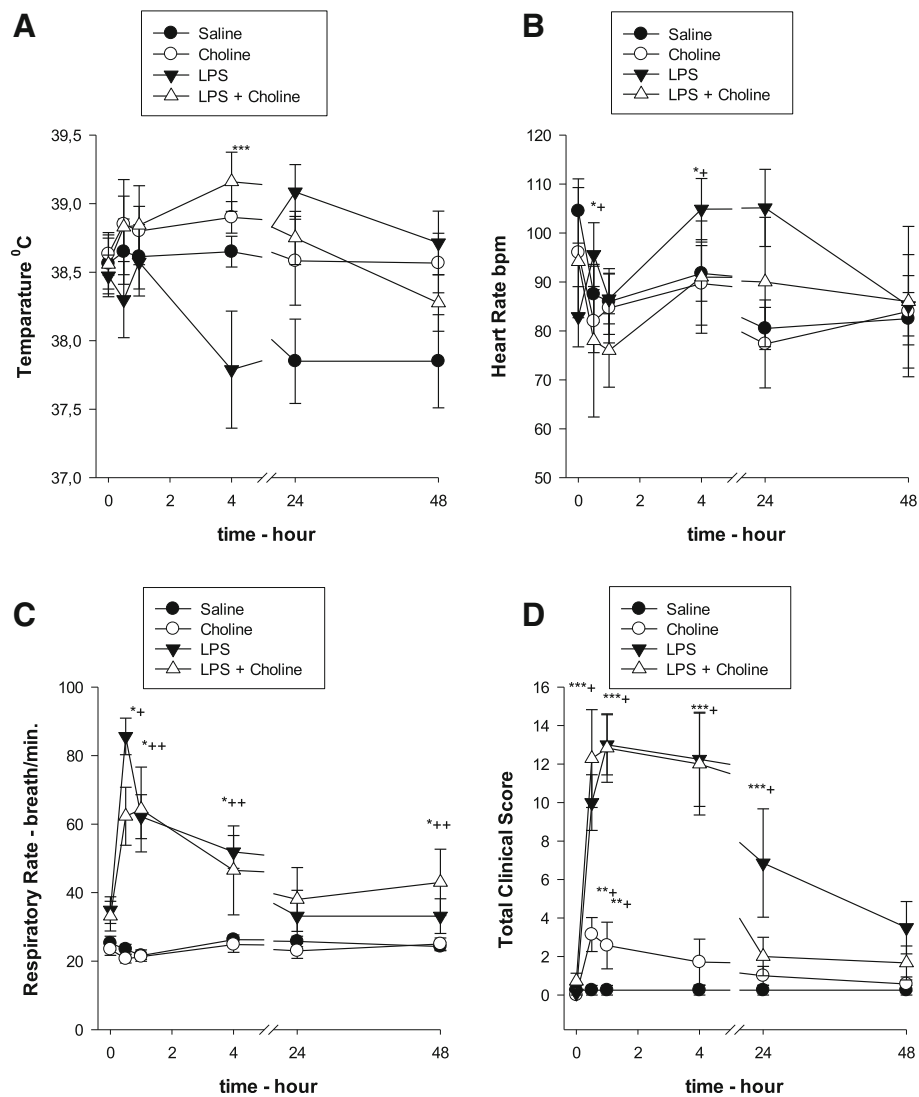 A
Saline
Choline
LPS
LPS + Choline
39,5
39,0
38,5
38,0
37,5
37,0
Temparature ⁰C
***
0 2 4 24 48
time - hour
B
Saline
Choline
LPS
LPS + Choline
120
110
100
90
80
70
60
50
Heart Rate bpm
*+
*+
0 2 4 24 48
time - hour
C
Saline
Choline
LPS
LPS + Choline
100
80
60
40
20
0
Respiratory Rate - breath/min.
*+
*++
*++
*++
0 2 4 24 48
time - hour
D
Saline
Choline
LPS
LPS + Choline
16
14
12
10
8
6
4
2
0
Total Clinical Score
***+
***+
***+
***+
**+
**+
0 2 4 24 48
time - hour